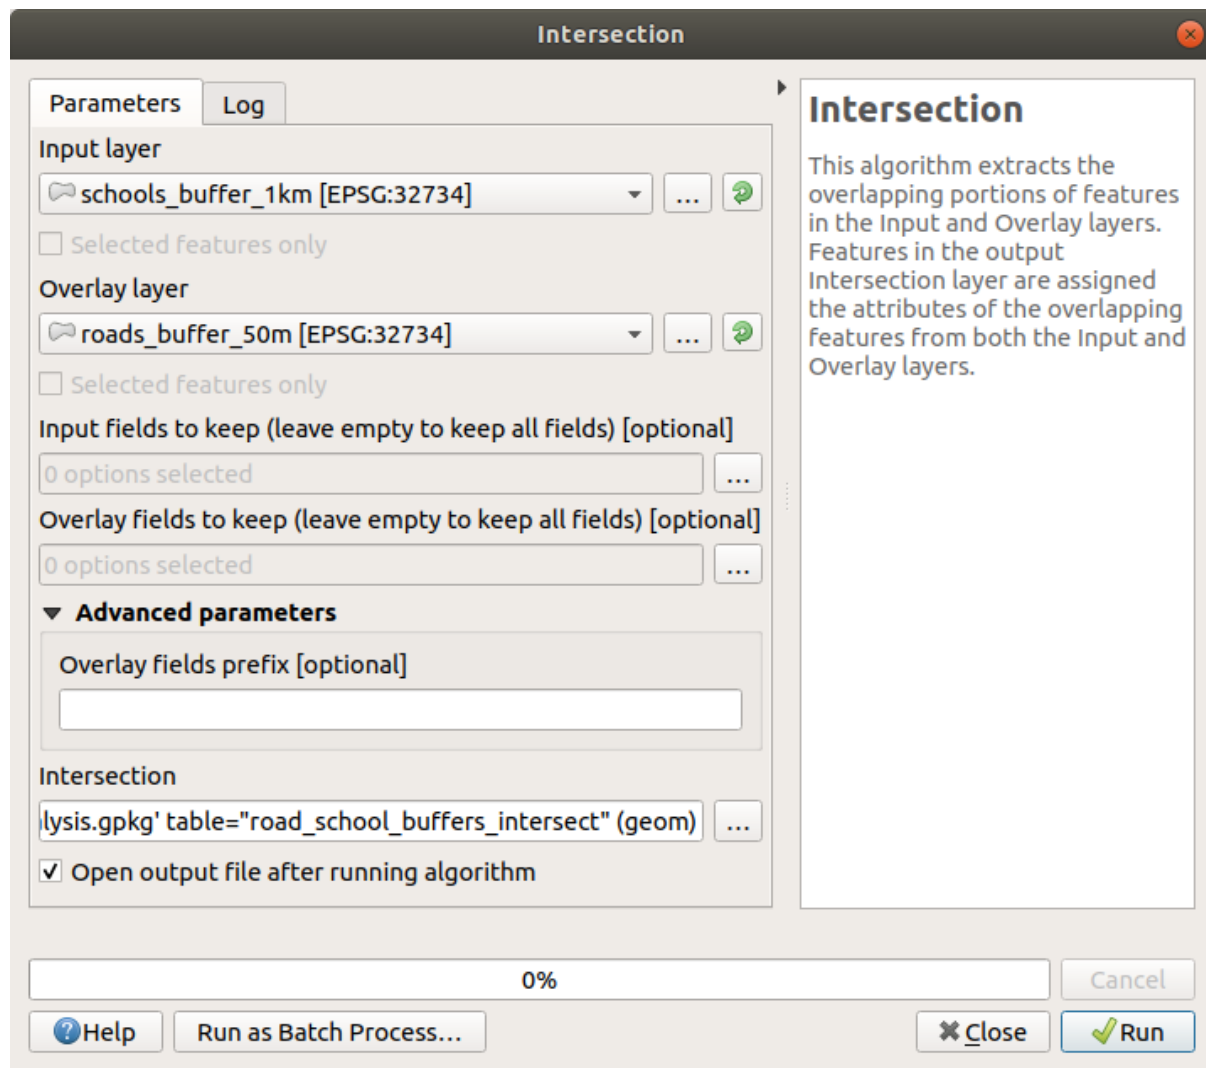 Intersection
Parameters
Log
Input layer
schools_buffer_1km [EPSG:32734]
...
Selected features only
Overlay layer
roads_buffer_50m [EPSG:32734]
...
Selected features only
Input fields to keep (leave empty to keep all fields) [optional]
0 options selected
...
Overlay fields to keep (leave empty to keep all fields) [optional]
0 options selected
...
Advanced parameters
Overlay fields prefix [optional]
Intersection
lysis.gpkg' table="road_school_buffers_intersect" (geom)
...
Open output file after running algorithm
Intersection
This algorithm extracts the
overlapping portions of features
in the Input and Overlay layers.
Features in the output
Intersection layer are assigned
the attributes of the overlapping
features from both the Input and
Overlay layers.
0%
Cancel
Help
Run as Batch Process...
Close
Run